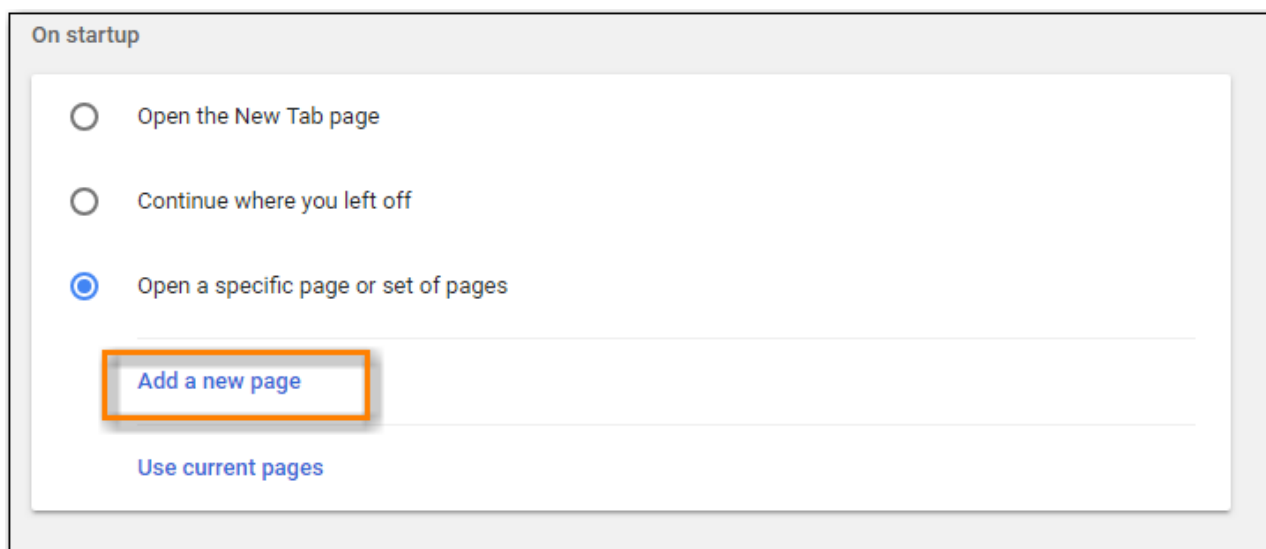 On startup
Open the New Tab page
Continue where you left off
Open a specific page or set of pages
Add a new page
Use current pages